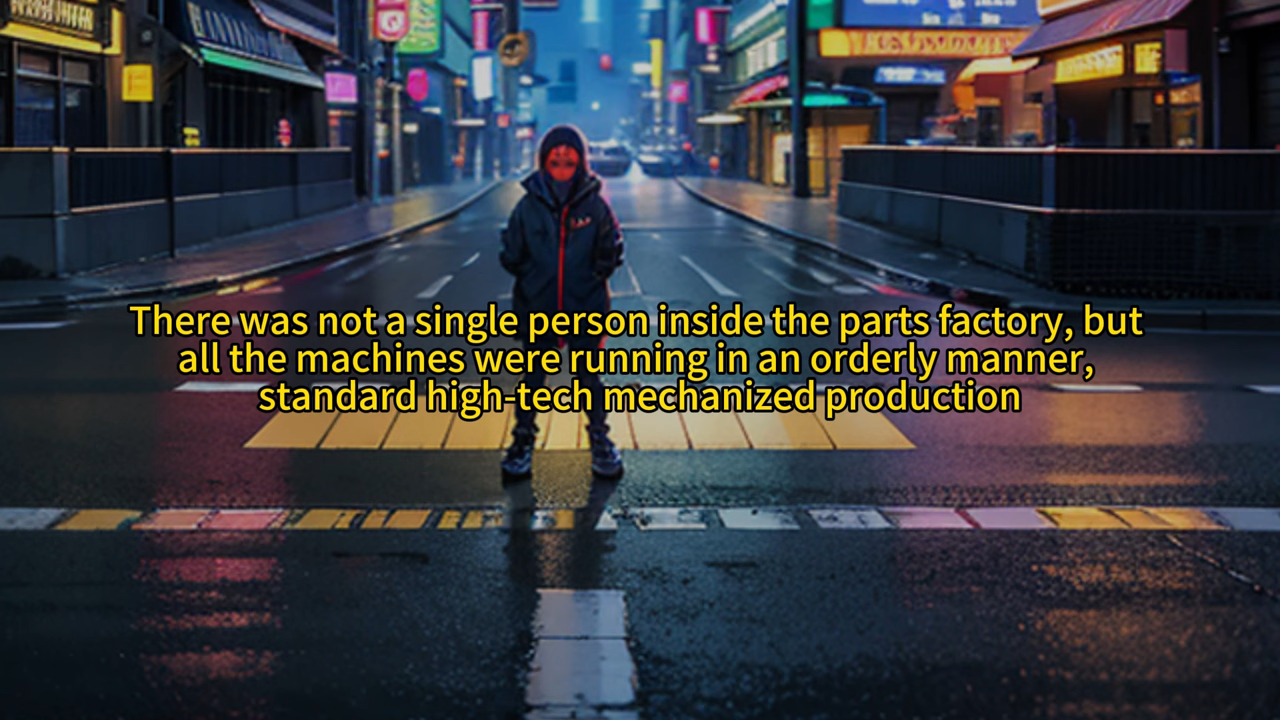 There was not a single person inside the parts factory, but
all the machines were running in an orderly manner,
standard high-tech mechanized production